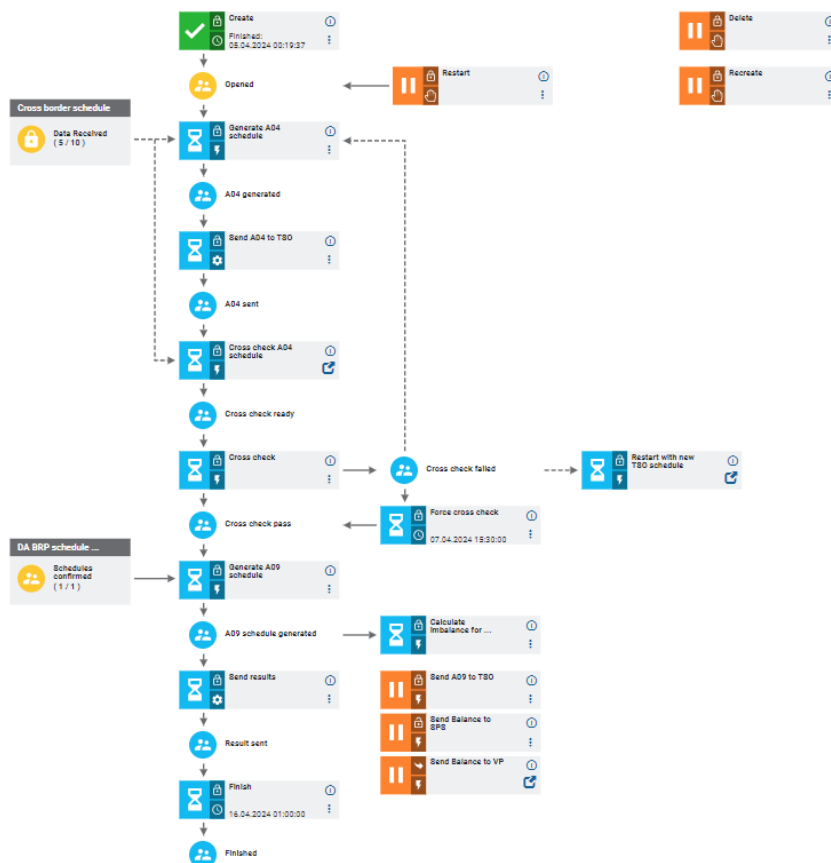 Create
Finished:
05.04.2024 00:19:37
Delete
Opened
Restart
Recreate
Cross border schedule
Data Received
( 5 / 10 )
Generate A04
schedule
A04 generated
Send A04 to TSO
A04 sent
Cross check A04
schedule
Cross check ready
Cross check
Cross check failed
Restart with new
TSO schedule
Cross check pass
Force cross check
07.04.2024 15:30:00
DA BRP schedule ...
Schedules
confirmed
( 1 / 1 )
Generate A09
schedule
A09 schedule generated
Calculate
Imbalance for ...
Send results
Send A09 to TSO
Result sent
Send Balance to
SPS
Send Balance to VP
Finish
16.04.2024 01:00:00
Finished